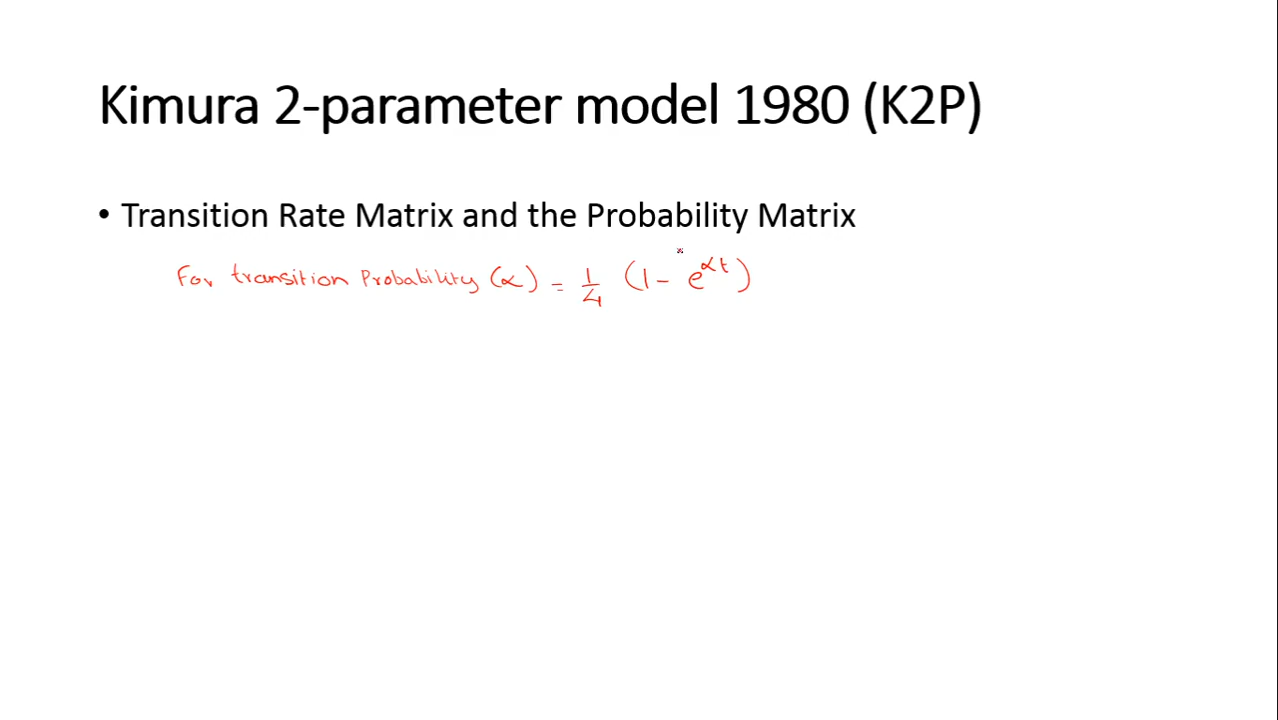 Kimura 2-parameter model 1980 (K2P)
• Transition Rate Matrix and the Probability Matrix
For transition Probability (α) = 1/4 (1 - e^αt)